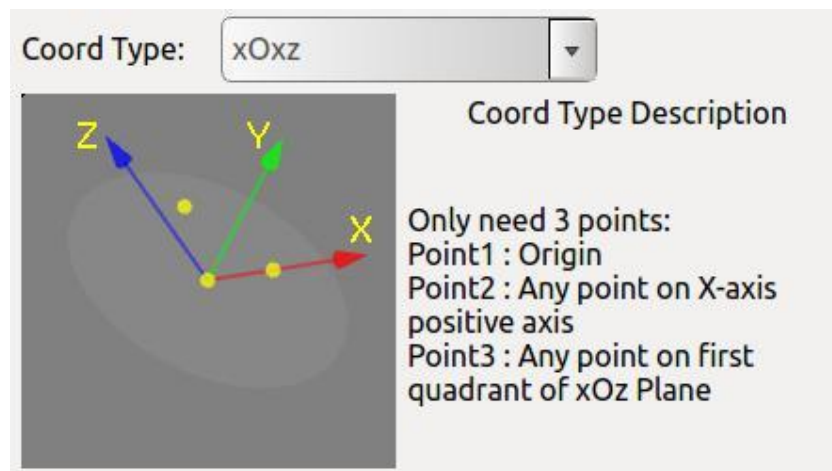 Coord Type: xOxz
Coord Type Description
Z
Y
X
Only need 3 points:
Point1 : Origin
Point2 : Any point on X-axis
positive axis
Point3 : Any point on first
quadrant of xOz Plane